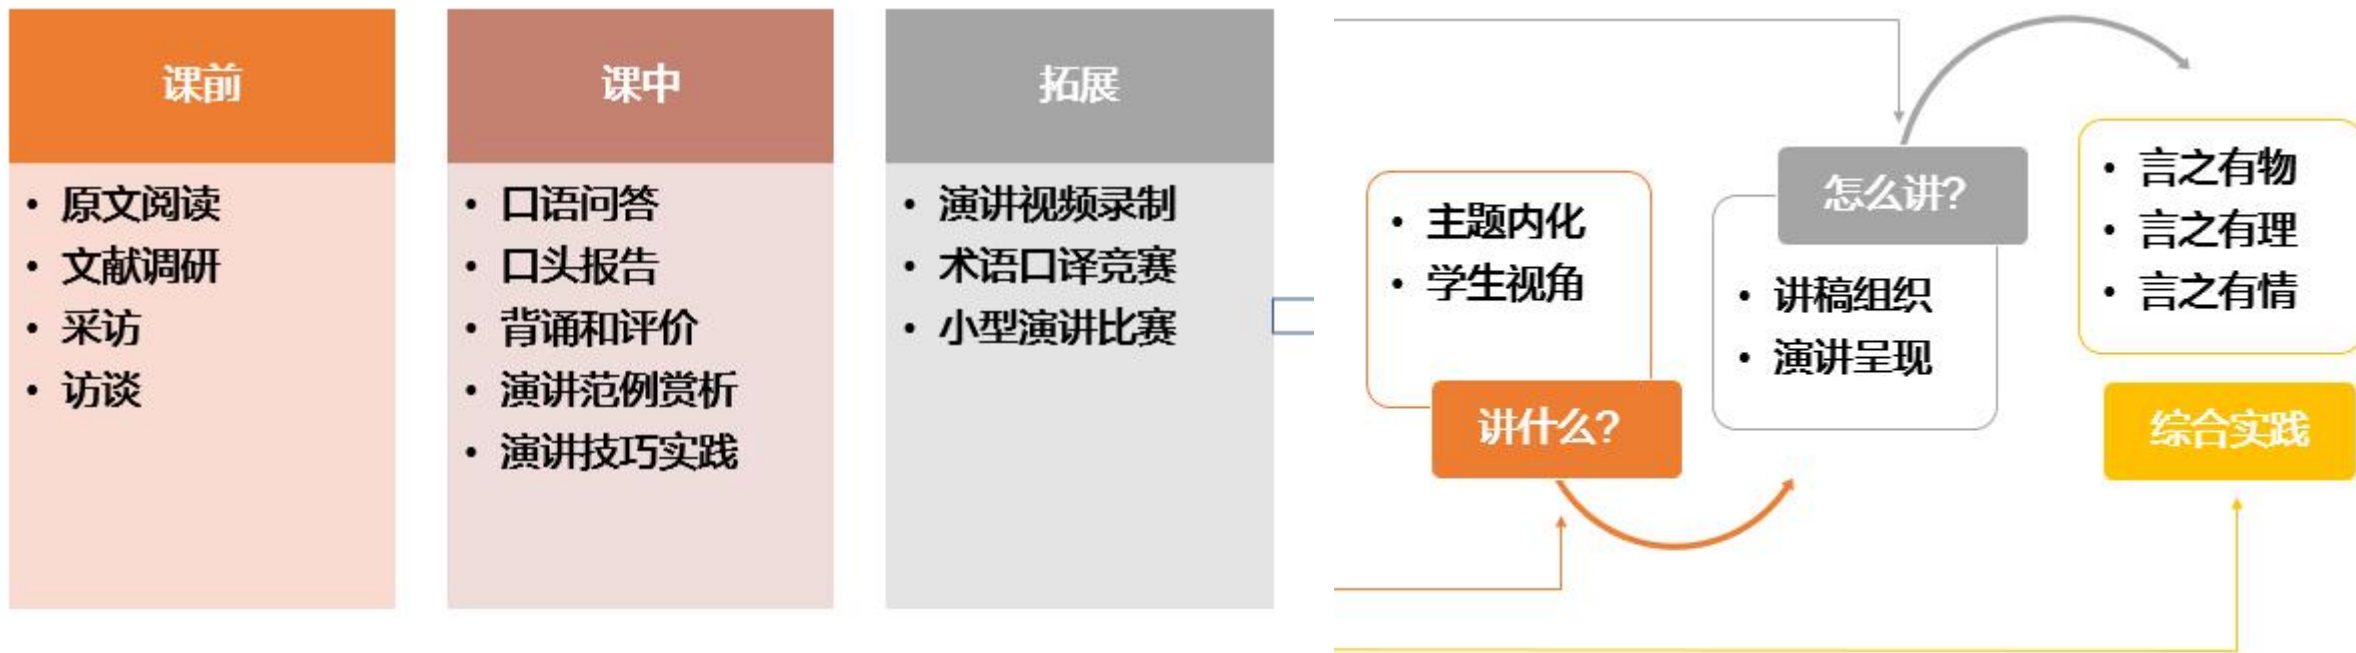 课前
• 原文阅读
• 文献调研
• 采访
• 访谈
课中
• 口语问答
• 口头报告
• 背诵和评价
• 演讲范例赏析
• 演讲技巧实践
拓展
• 演讲视频录制
• 术语口译竞赛
• 小型演讲比赛
• 主题内化
• 学生视角
讲什么?
怎么讲?
• 讲稿组织
• 演讲呈现
• 言之有物
• 言之有理
• 言之有情
综合实践